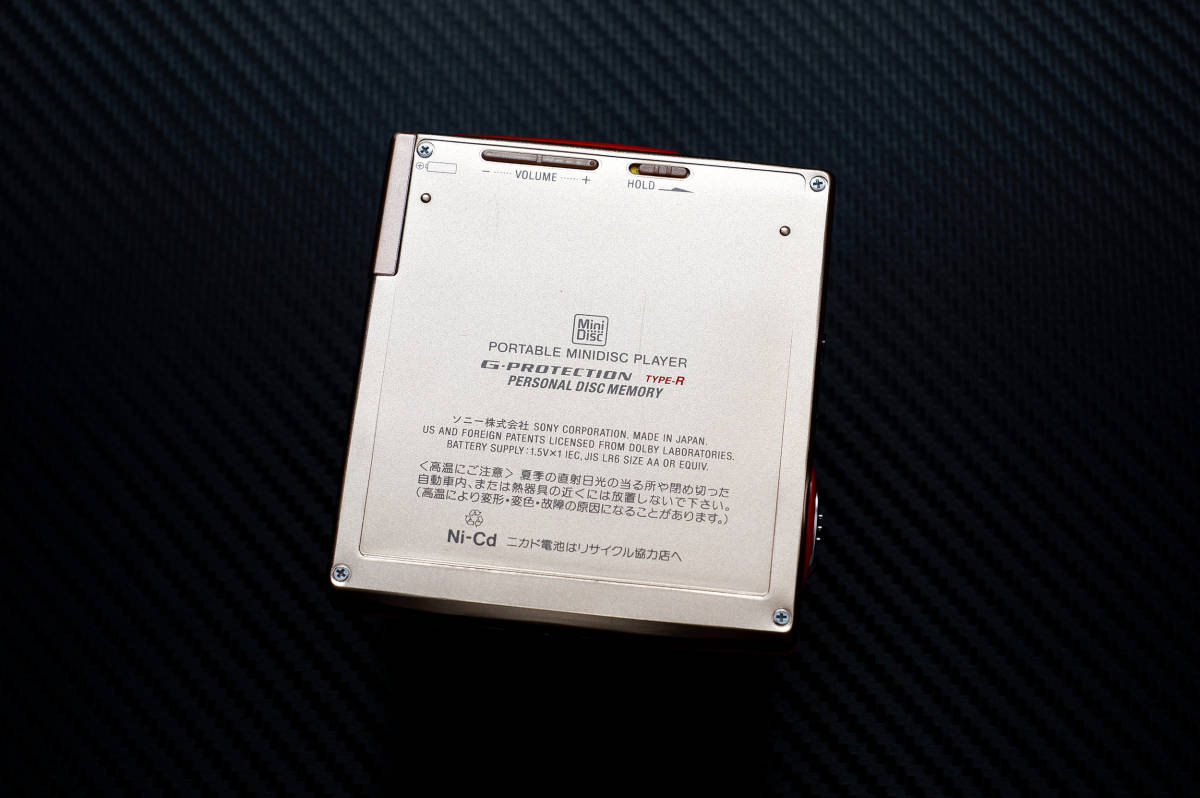 − ······ VOLUME ······ +
HOLD
Mini
Disc
PORTABLE MINIDISC PLAYER
G·PROTECTION TYPE-R
PERSONAL DISC MEMORY
ソニー株式会社 SONY CORPORATION. MADE IN JAPAN.
US AND FOREIGN PATENTS LICENSED FROM DOLBY LABORATORIES.
BATTERY SUPPLY : 1.5V×1 IEC, JIS LR6 SIZE AA OR EQUIV.
〈高温にご注意〉 夏季の直射日光の当る所や閉め切った
自動車内、または熱器具の近くには放置しないで下さい。
(高温により変形・変色・故障の原因になることがあります。)
Ni-Cd ニカド電池はリサイクル協力店へ